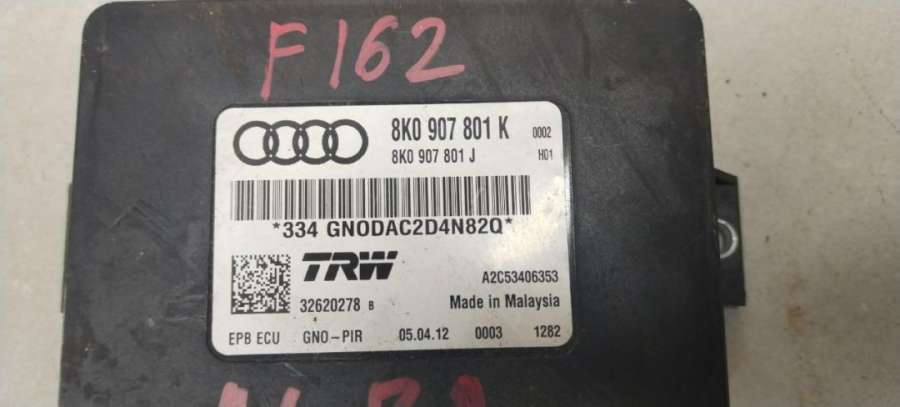 F162
8K0 907 801 K 0002
8K0 907 801 J H01
*334 GNODAC2D4N82Q*
TRW A2C53406353
32620278 B Made in Malaysia
EPB ECU GNO-PIR 05.04.12 0003 1282